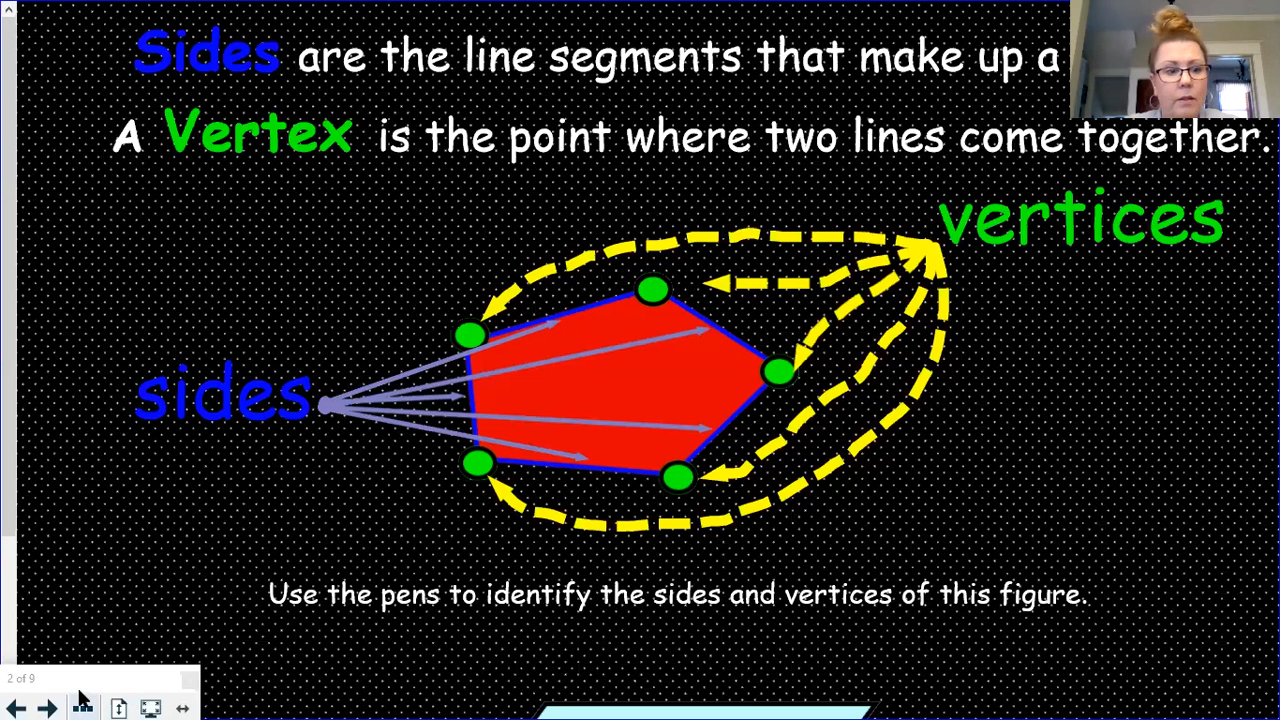 Sides are the line segments that make up a
A Vertex is the point where two lines come together.
vertices
sides
Use the pens to identify the sides and vertices of this figure.
2 of 9